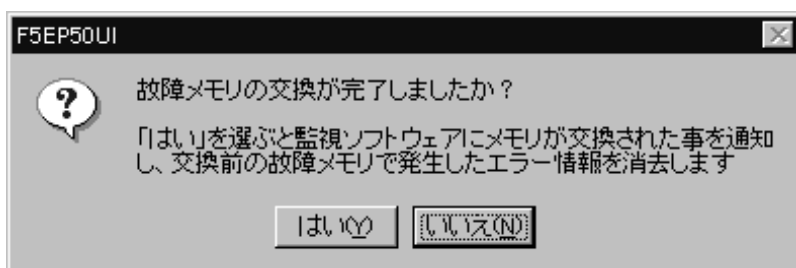 F5EP50UI
故障メモリの交換が完了しましたか？
「はい」を選ぶと監視ソフトウェアにメモリが交換された事を通知
し、交換前の故障メモリで発生したエラー情報を消去します
はい(Y)
いいえ(N)